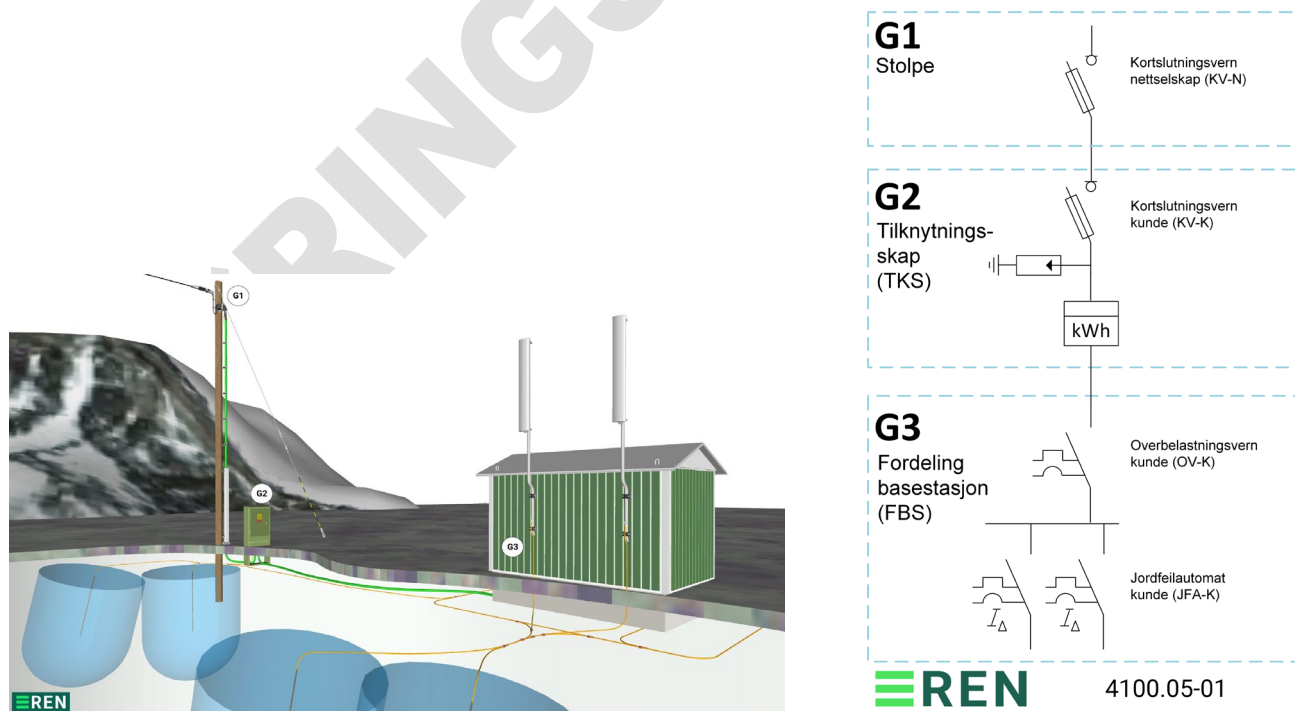 RINGS
G1
G2
G3
REN
G1
Stolpe
Kortslutningsvern
nettselskap (KV-N)
G2
Tilknytnings-
skap
(TKS)
Kortslutningsvern
kunde (KV-K)
kWh
G3
Fordeling
basestasjon
(FBS)
Overbelastningsvern
kunde (OV-K)
Jordfeilautomat
kunde (JFA-K)
I△ I△
REN
4100.05-01